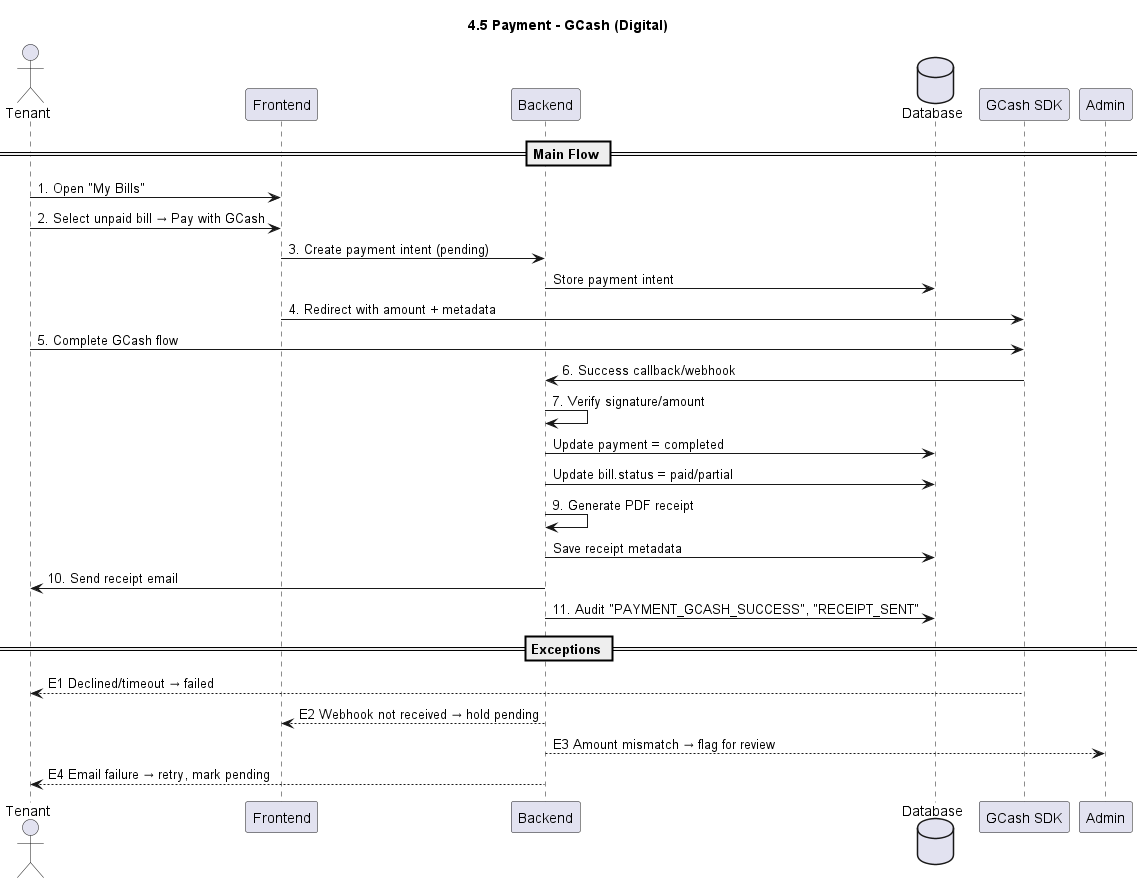 4.5 Payment - GCash (Digital)
Tenant
Frontend
Backend
Database
GCash SDK
Admin
Main Flow
1. Open "My Bills"
2. Select unpaid bill → Pay with GCash
3. Create payment intent (pending)
Store payment intent
4. Redirect with amount + metadata
5. Complete GCash flow
6. Success callback/webhook
7. Verify signature/amount
Update payment = completed
Update bill.status = paid/partial
9. Generate PDF receipt
Save receipt metadata
10. Send receipt email
11. Audit "PAYMENT_GCASH_SUCCESS", "RECEIPT_SENT"
Exceptions
E1 Declined/timeout → failed
E2 Webhook not received → hold pending
E3 Amount mismatch → flag for review
E4 Email failure → retry, mark pending
Tenant
Frontend
Backend
Database
GCash SDK
Admin